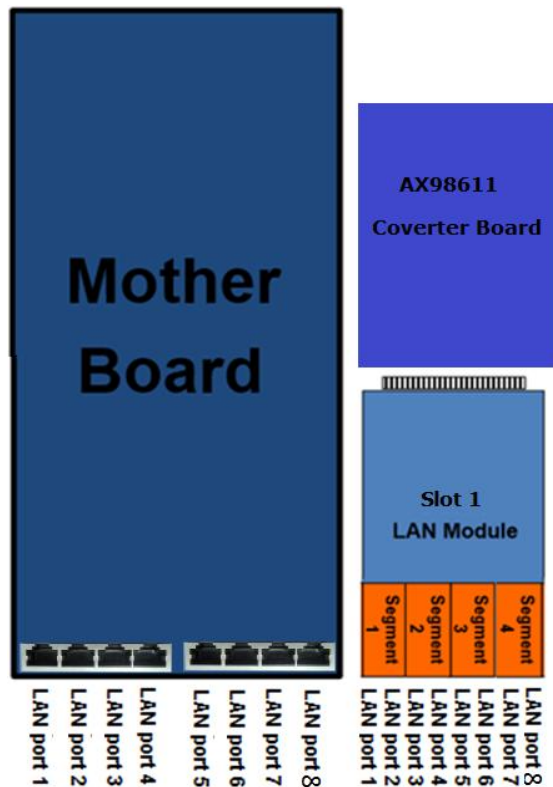 Mother
Board
AX98611
Coverter Board
Slot 1
LAN Module
Segment
1
Segment
2
Segment
3
Segment
4
LAN port 1
LAN port 2
LAN port 3
LAN port 4
LAN port 5
LAN port 6
LAN port 7
LAN port 8
LAN port 1
LAN port 2
LAN port 3
LAN port 4
LAN port 5
LAN port 6
LAN port 7
LAN port 8